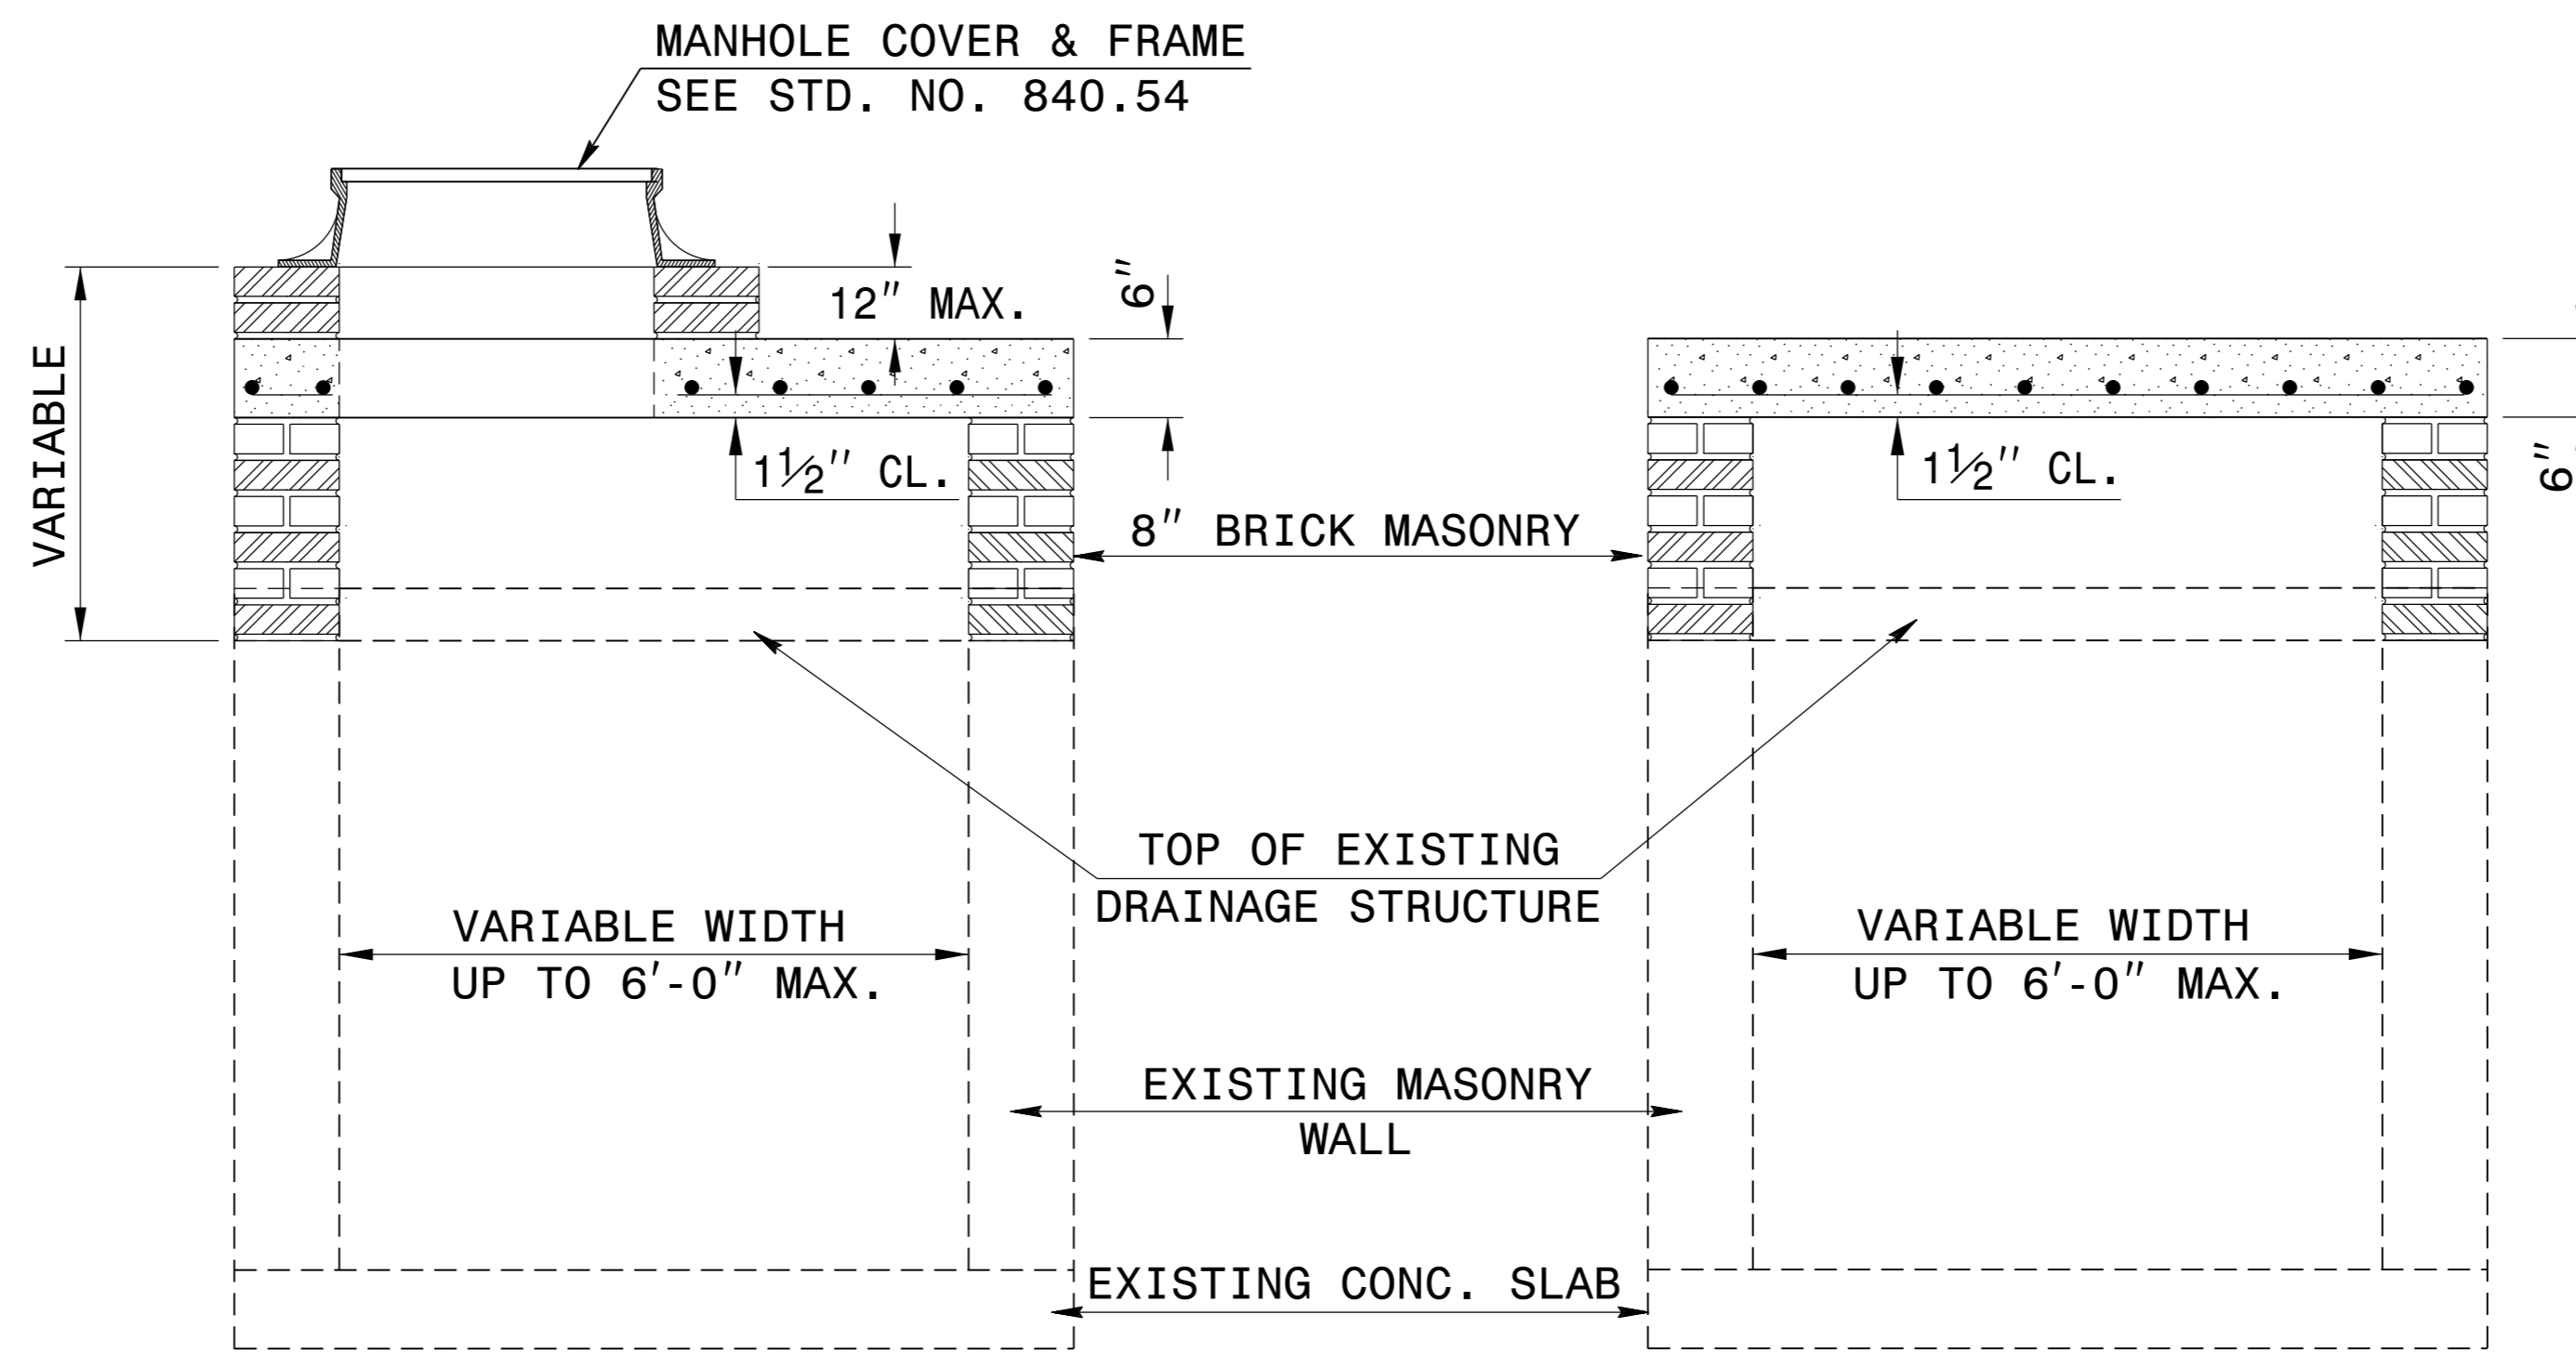 MANHOLE COVER & FRAME
SEE STD. NO. 840.54
12" MAX.
6"
VARIABLE
1½" CL.
1½" CL.
6"
8" BRICK MASONRY
TOP OF EXISTING
DRAINAGE STRUCTURE
VARIABLE WIDTH
UP TO 6'-0" MAX.
VARIABLE WIDTH
UP TO 6'-0" MAX.
EXISTING MASONRY
WALL
EXISTING CONC. SLAB